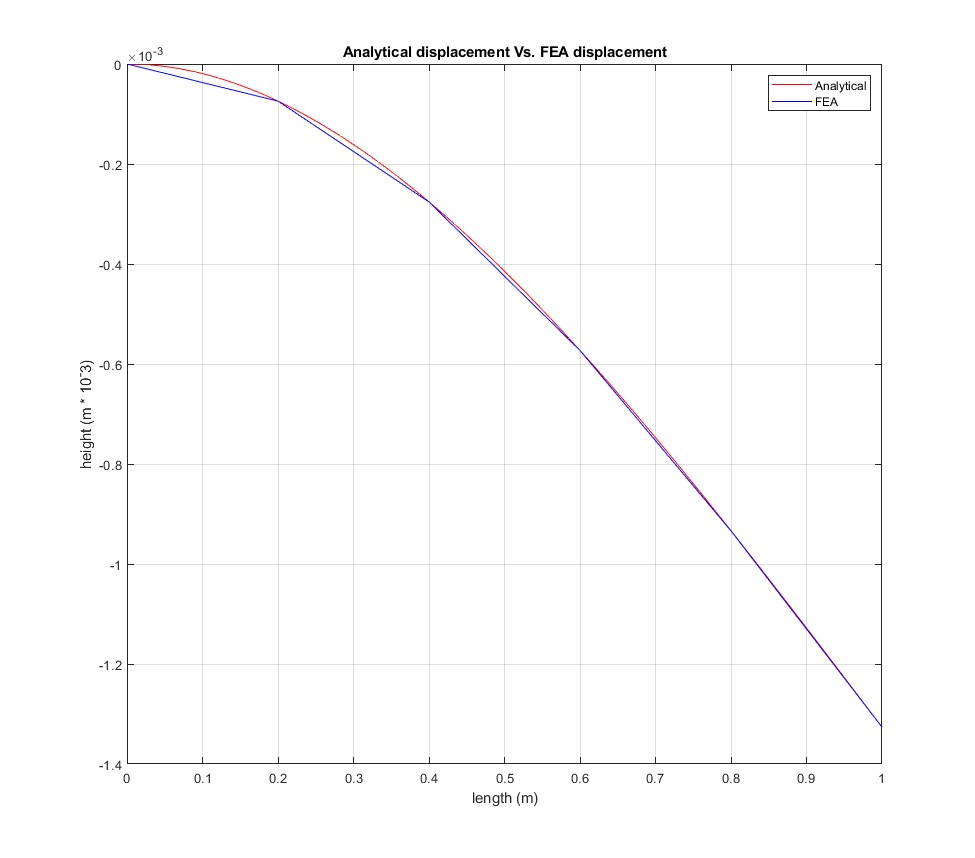 Analytical displacement Vs. FEA displacement
×10-3
Analytical
FEA
0
-0.2
-0.4
-0.6
-0.8
-1
-1.2
-1.4
height (m * 10-3)
0 0.1 0.2 0.3 0.4 0.5 0.6 0.7 0.8 0.9 1
length (m)